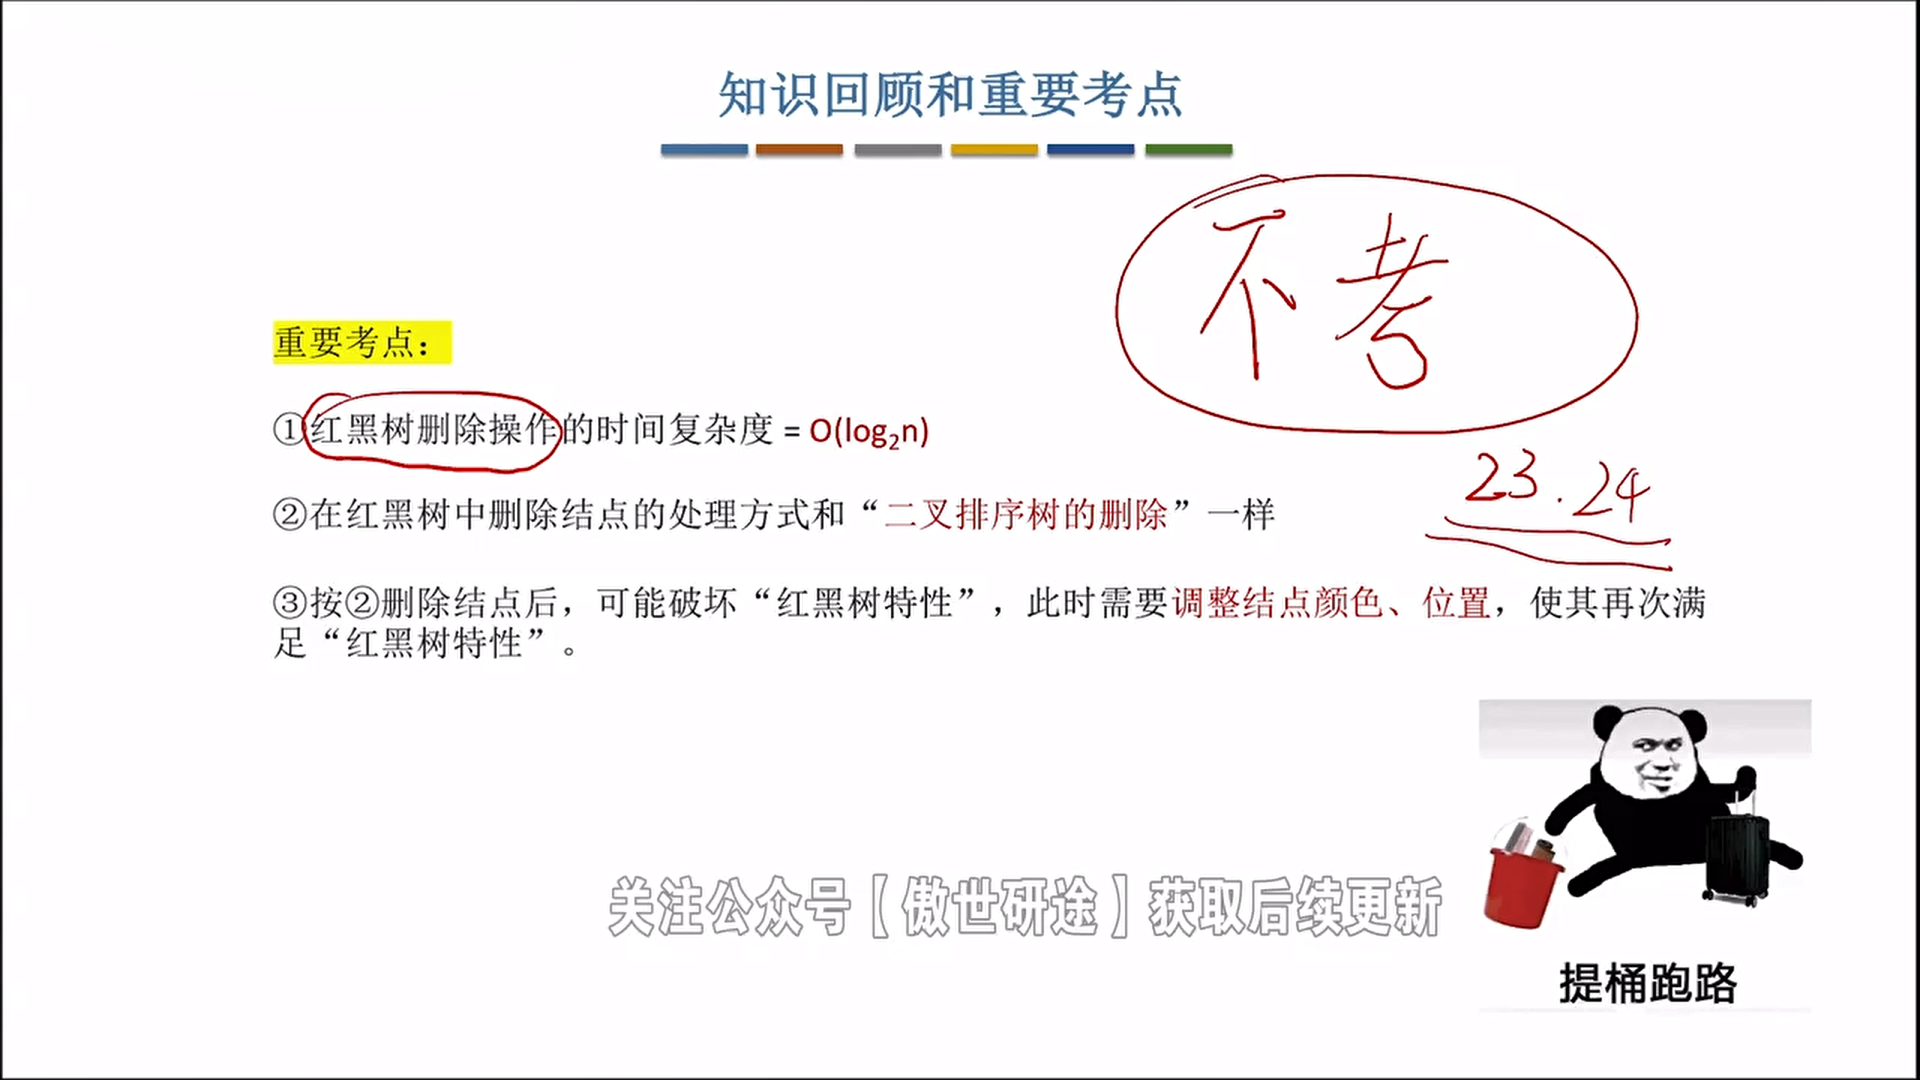 知识回顾和重要考点
不考
重要考点：
①红黑树删除操作的时间复杂度 = O(log₂n)
23.24
②在红黑树中删除结点的处理方式和“二叉排序树的删除”一样
③按②删除结点后，可能破坏“红黑树特性”，此时需要调整结点颜色、位置，使其再次满
足“红黑树特性”。
关注公众号【傲世研途】获取后续更新
提桶跑路